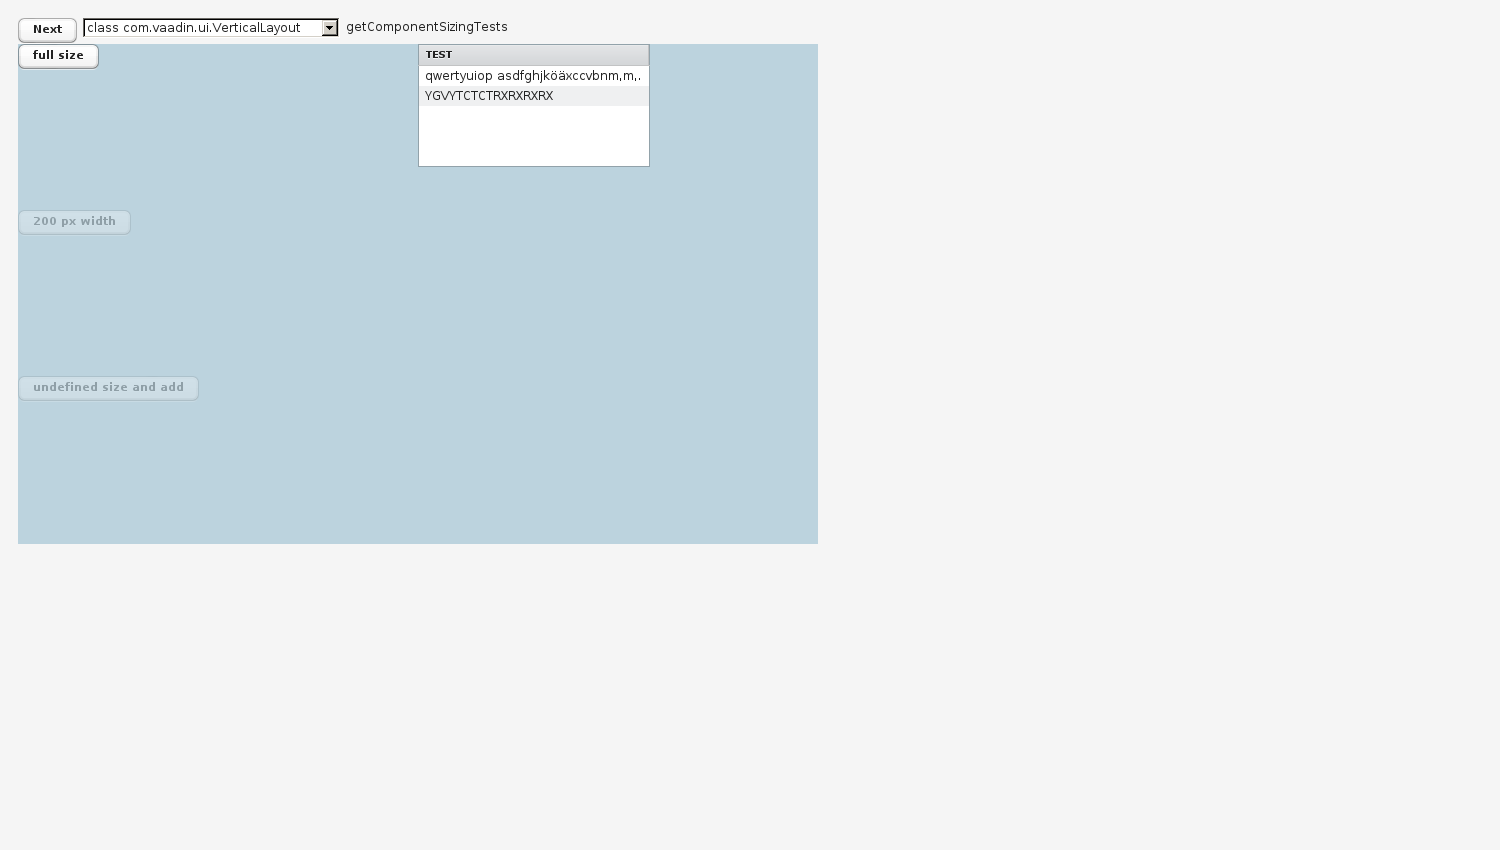 Next
class com.vaadin.ui.VerticalLayout
getComponentSizingTests
full size
TEST
qwertyuiop asdfghjköäxccvbnm,m,.
YGVYTCTCTRXRXRXRX
200 px width
undefined size and add